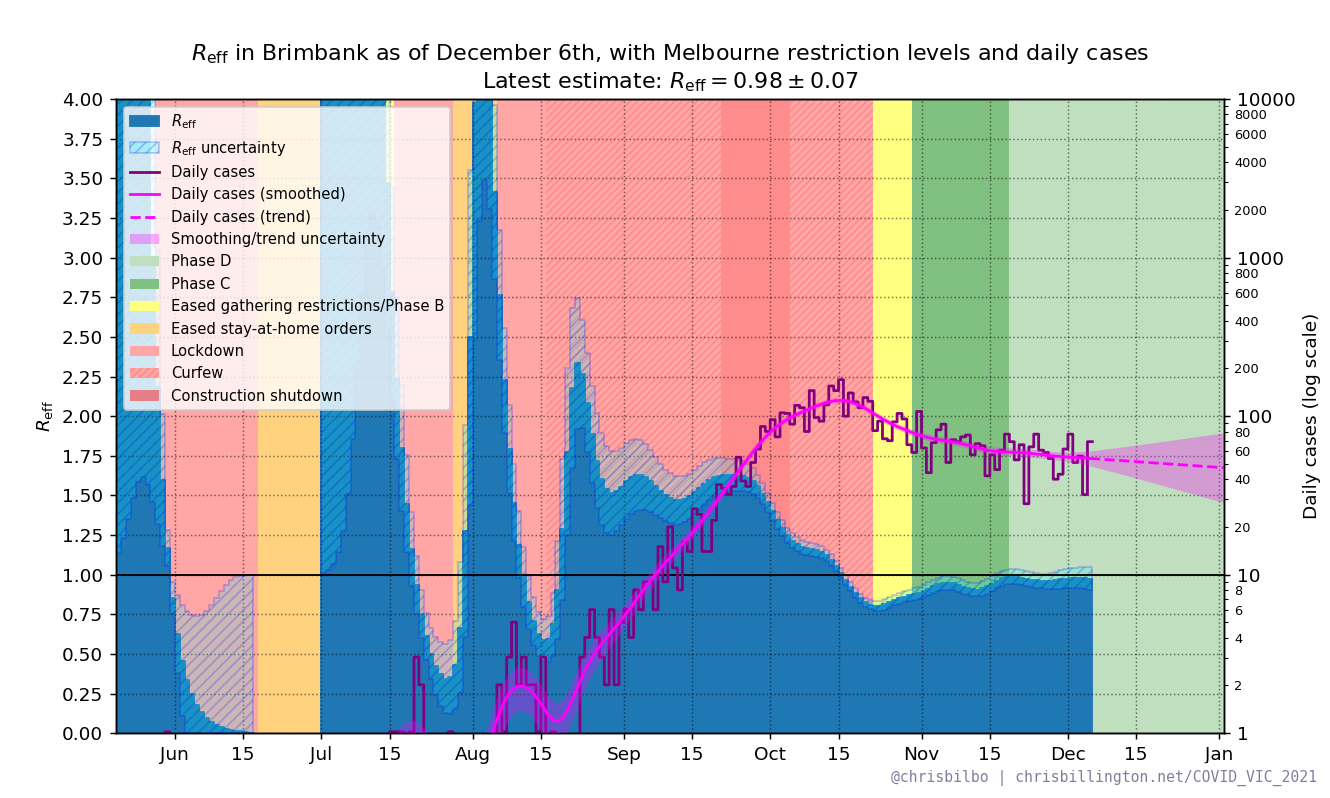 Reff in Brimbank as of December 6th, with Melbourne restriction levels and daily cases
Latest estimate: Reff = 0.98 ± 0.07
Reff
Reff uncertainty
Daily cases
Daily cases (smoothed)
Daily cases (trend)
Smoothing/trend uncertainty
Phase D
Phase C
Eased gathering restrictions/Phase B
Eased stay-at-home orders
Lockdown
Curfew
Construction shutdown
Reff
4.00
3.75
3.50
3.25
3.00
2.75
2.50
2.25
2.00
1.75
1.50
1.25
1.00
0.75
0.50
0.25
0.00
10000
8000
6000
4000
2000
1000
800
600
400
200
100
80
60
40
20
10
8
6
4
2
1
Daily cases (log scale)
Jun 15 Jul 15 Aug 15 Sep 15 Oct 15 Nov 15 Dec 15 Jan
@chrisbilbo | chrisbillington.net/COVID_VIC_2021